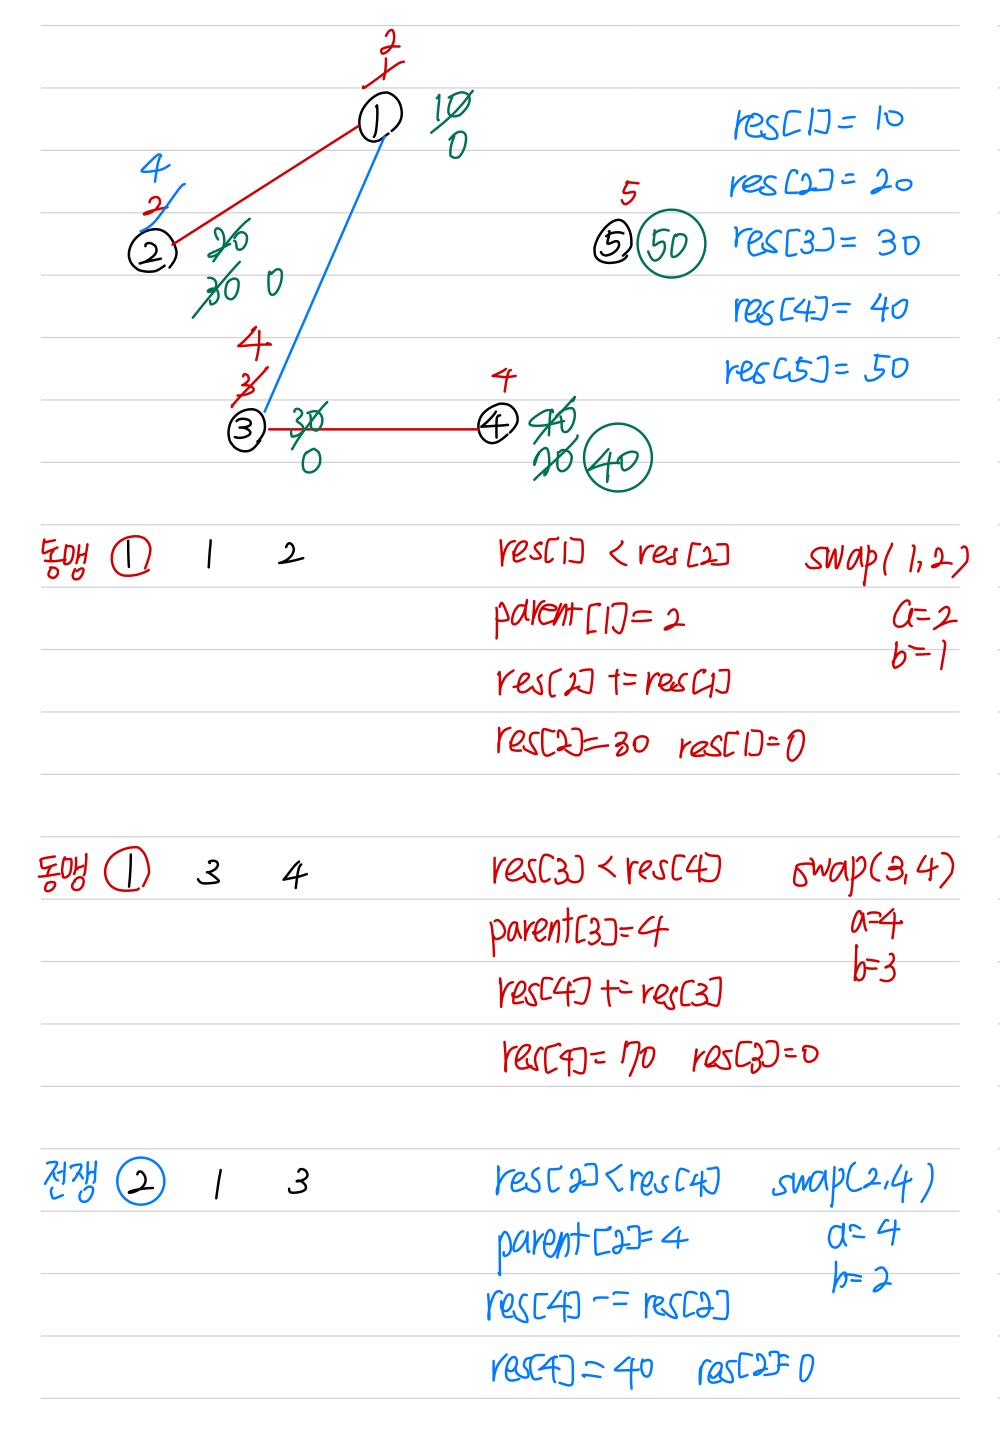 2
1
1 10
0
4
2
2 20
30 0
5
5 50
4
3
3 30
0
4
4 40
70 40
res[1] = 10
res[2] = 20
res[3] = 30
res[4] = 40
res[5] = 50
동맹 1 1 2 res[1] < res[2] swap(1,2)
parent[1] = 2 a=2
b=1
res[2] += res[1]
res[2] = 30 res[1]=0
동맹 1 3 4 res[3] < res[4] swap(3,4)
parent[3]=4 a=4
b=3
res[4] += res[3]
res[4] = 70 res[3]=0
전쟁 2 1 3 res[2] < res[4] swap(2,4)
parent[2]=4 a=4
b=2
res[4] -= res[2]
res[4] = 40 res[2]=0